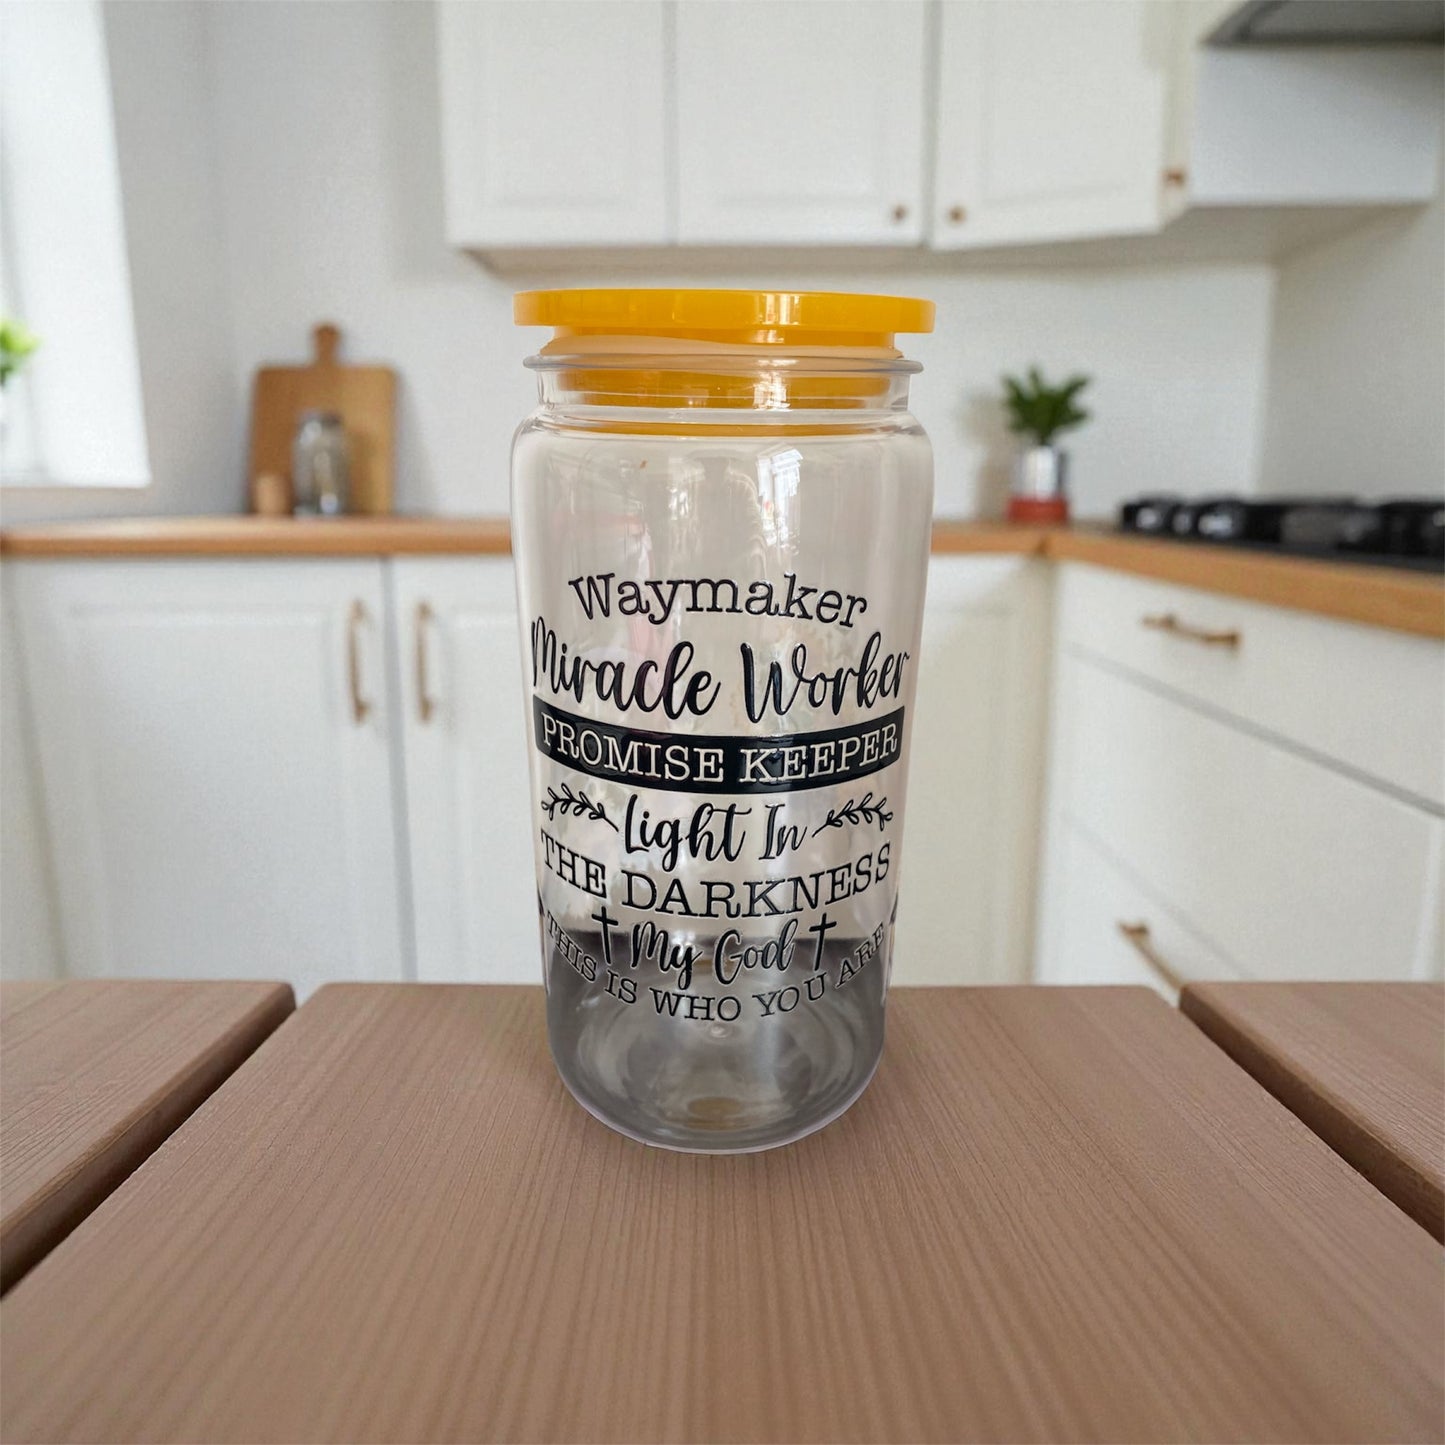 Waymaker
Miracle Worker
PROMISE KEEPER
Light In
THE DARKNESS
My God
THIS IS WHO YOU ARE